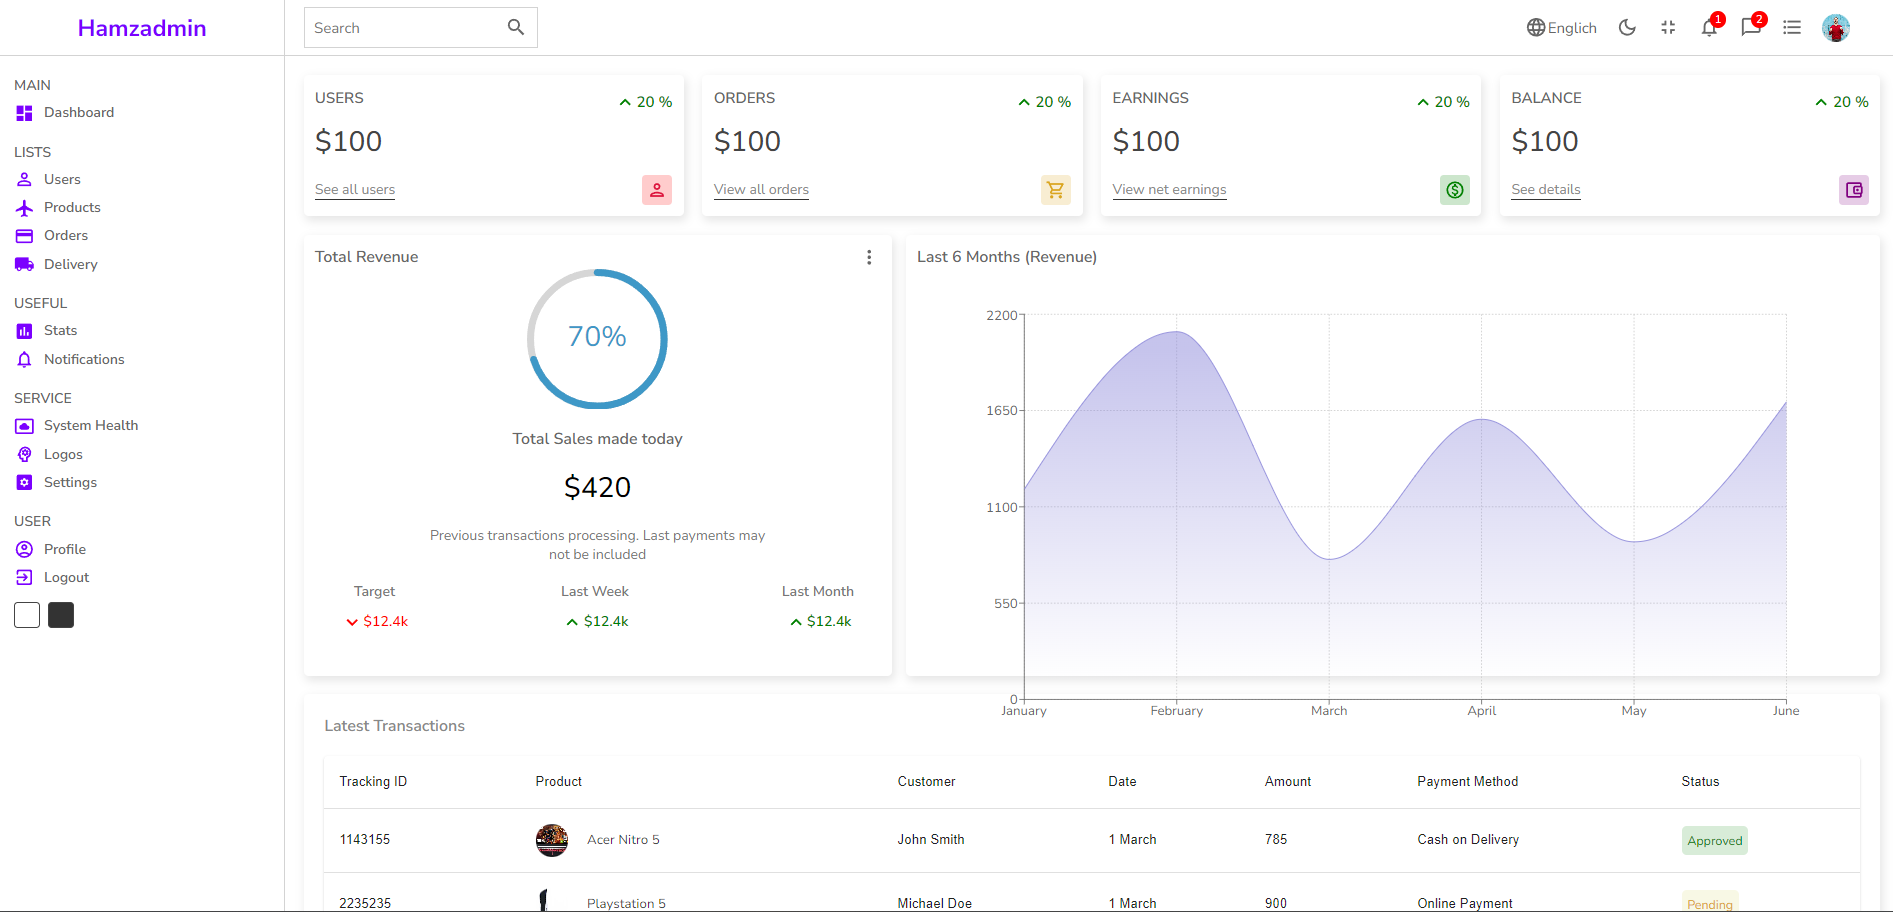 Hamzadmin
Search
English
1
2
MAIN
Dashboard
LISTS
Users
Products
Orders
Delivery
USEFUL
Stats
Notifications
SERVICE
System Health
Logos
Settings
USER
Profile
Logout
USERS
20 %
$100
See all users
ORDERS
20 %
$100
View all orders
EARNINGS
20 %
$100
View net earnings
BALANCE
20 %
$100
See details
Total Revenue
70%
Total Sales made today
$420
Previous transactions processing. Last payments may
not be included
Target
Last Week
Last Month
$12.4k
$12.4k
$12.4k
Last 6 Months (Revenue)
2200
1650
1100
550
0
January February March April May June
Latest Transactions
Tracking ID Product Customer Date Amount Payment Method Status
1143155 Acer Nitro 5 John Smith 1 March 785 Cash on Delivery Approved
2235235 Playstation 5 Michael Doe 1 March 900 Online Payment Pending